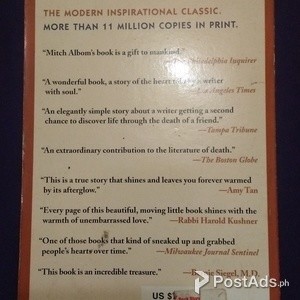 THE MODERN INSPIRATIONAL CLASSIC.
MORE THAN 11 MILLION COPIES IN PRINT.
“Mitch Albom’s book is a gift to mankind.”
Philadelphia Inquirer
“A wonderful book, a story of the heart told by a writer
with soul.” —Los Angeles Times
“An elegantly simple story about a writer getting a second
chance to discover life through the death of a friend.”
—Tampa Tribune
“An extraordinary contribution to the literature of death.”
—The Boston Globe
“This is a true story that shines and leaves you forever warmed
by its afterglow.” —Amy Tan
“Every page of this beautiful, moving little book shines with the
warmth of unembarrassed love.” —Rabbi Harold Kushner
“One of those books that kind of sneaked up and grabbed
people’s hearts over time.” —Milwaukee Journal Sentinel
“This book is an incredible treasure.” —Bernie Siegel, M.D.
US $
PostAds.ph